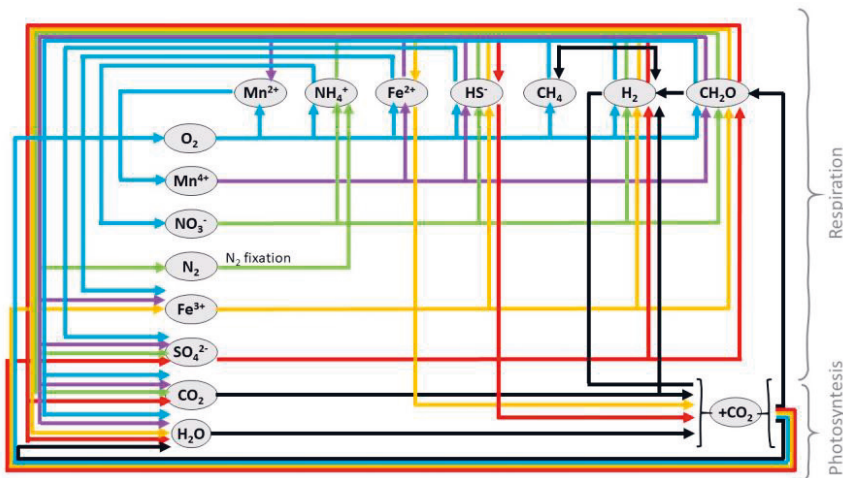 Mn²⁺ NH₄⁺ Fe²⁺ HS⁻ CH₄ H₂ CH₂O
O₂
Mn⁴⁺
NO₃⁻
N₂ N₂ fixation
Fe³⁺
SO₄²⁻
CO₂
+CO₂
H₂O
Respiration
Photosyntesis